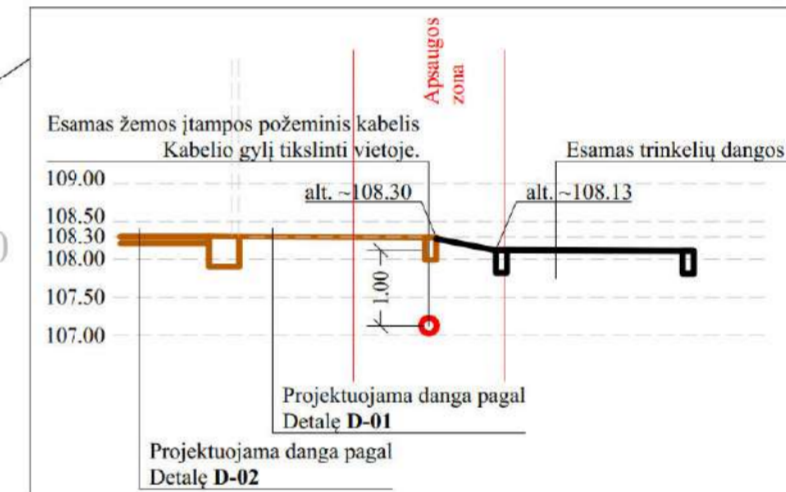 Apsaugos
zona
Esamas žemos įtampos požeminis kabelis
Kabelio gylį tikslinti vietoje.
Esamas trinkelių dangos
109.00
alt. ~108.30
alt. ~108.13
108.50
108.30
108.00
1.00
107.50
107.00
Projektuojama danga pagal
Detalę D-01
Projektuojama danga pagal
Detalę D-02